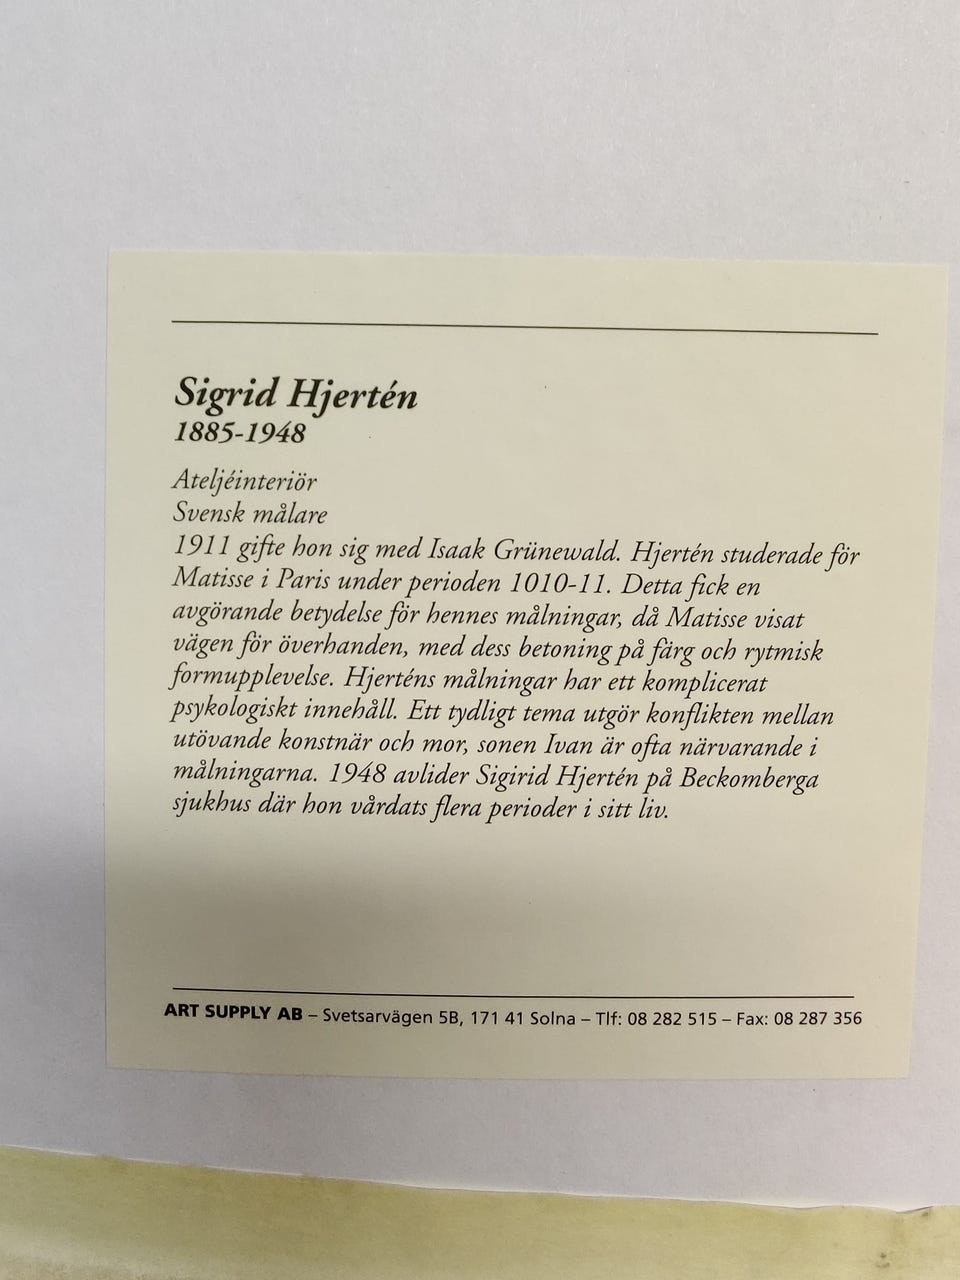 Sigrid Hjertén
1885-1948
Ateljéinteriör
Svensk målare
1911 gifte hon sig med Isaak Grünewald. Hjertén studerade för
Matisse i Paris under perioden 1010-11. Detta fick en
avgörande betydelse för hennes målningar, då Matisse visat
vägen för överhanden, med dess betoning på färg och rytmisk
formupplevelse. Hjerténs målningar har ett komplicerat
psykologiskt innehåll. Ett tydligt tema utgör konflikten mellan
utövande konstnär och mor, sonen Ivan är ofta närvarande i
målningarna. 1948 avlider Sigirid Hjertén på Beckomberga
sjukhus där hon vårdats flera perioder i sitt liv.
ART SUPPLY AB – Svetsarvägen 5B, 171 41 Solna – Tlf: 08 282 515 – Fax: 08 287 356